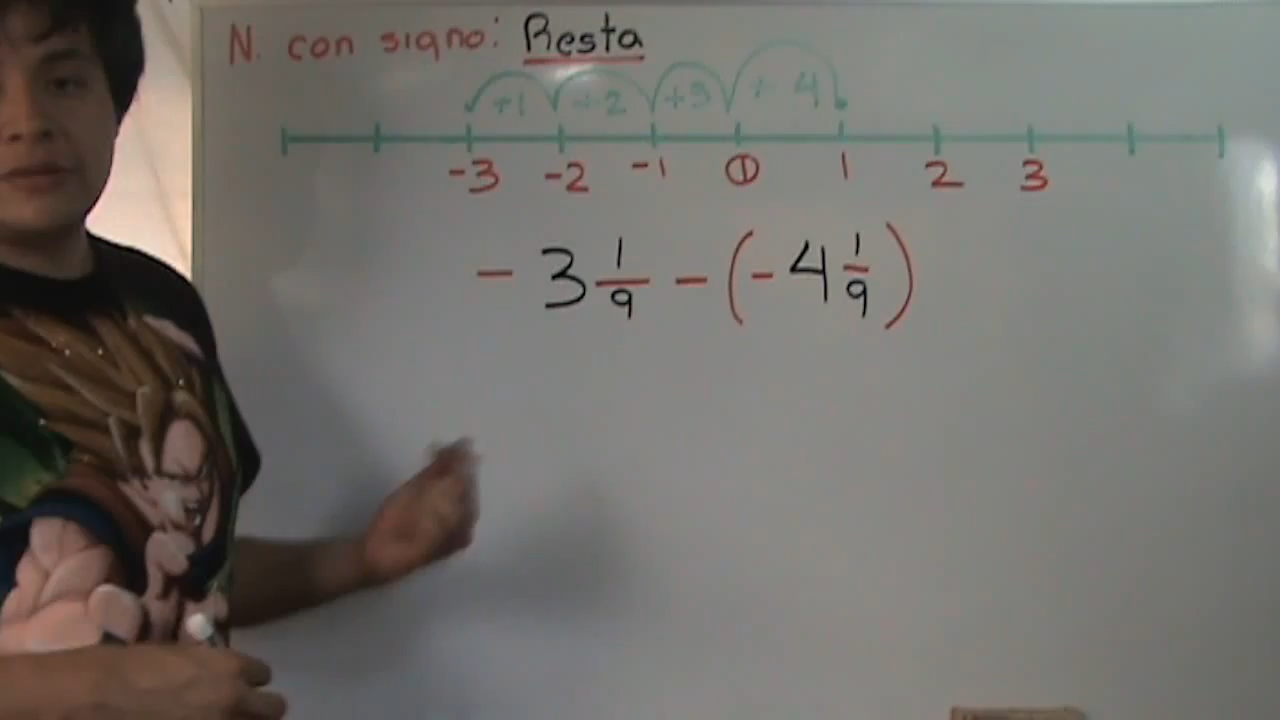 N. con signo: Resta
+1 +2 +3 + 4
-3 -2 -1 0 1 2 3
- 3 1/9 - (- 4 1/9)